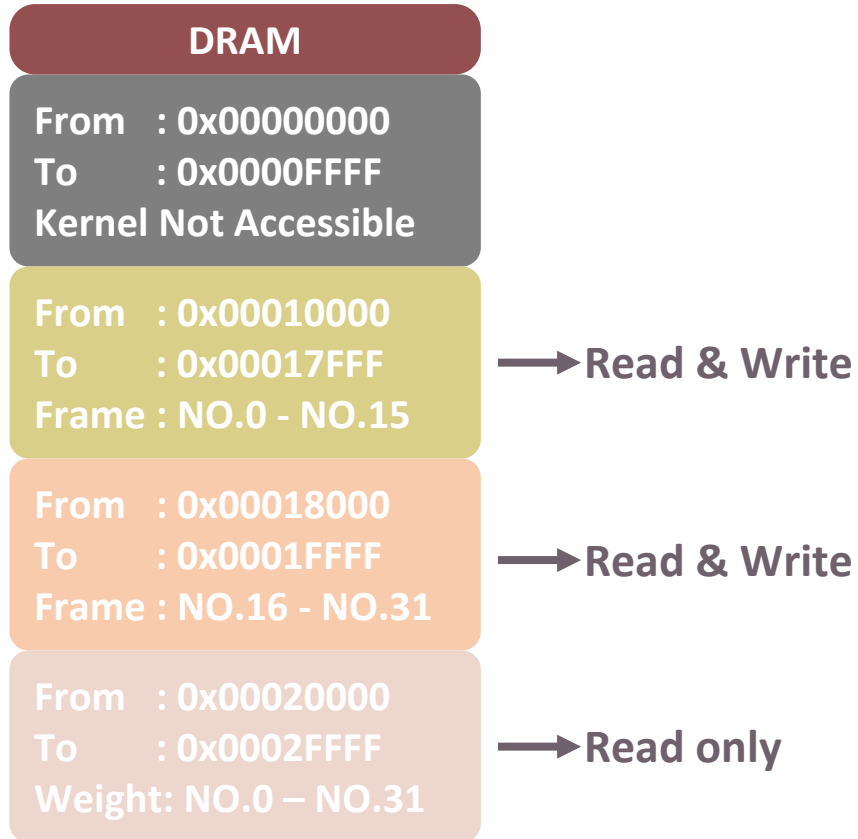 DRAM
From : 0x00000000
To : 0x0000FFFF
Kernel Not Accessible
From : 0x00010000
To : 0x00017FFF
Frame : NO.0 - NO.15
Read & Write
From : 0x00018000
To : 0x0001FFFF
Frame : NO.16 - NO.31
Read & Write
From : 0x00020000
To : 0x0002FFFF
Weight: NO.0 – NO.31
Read only